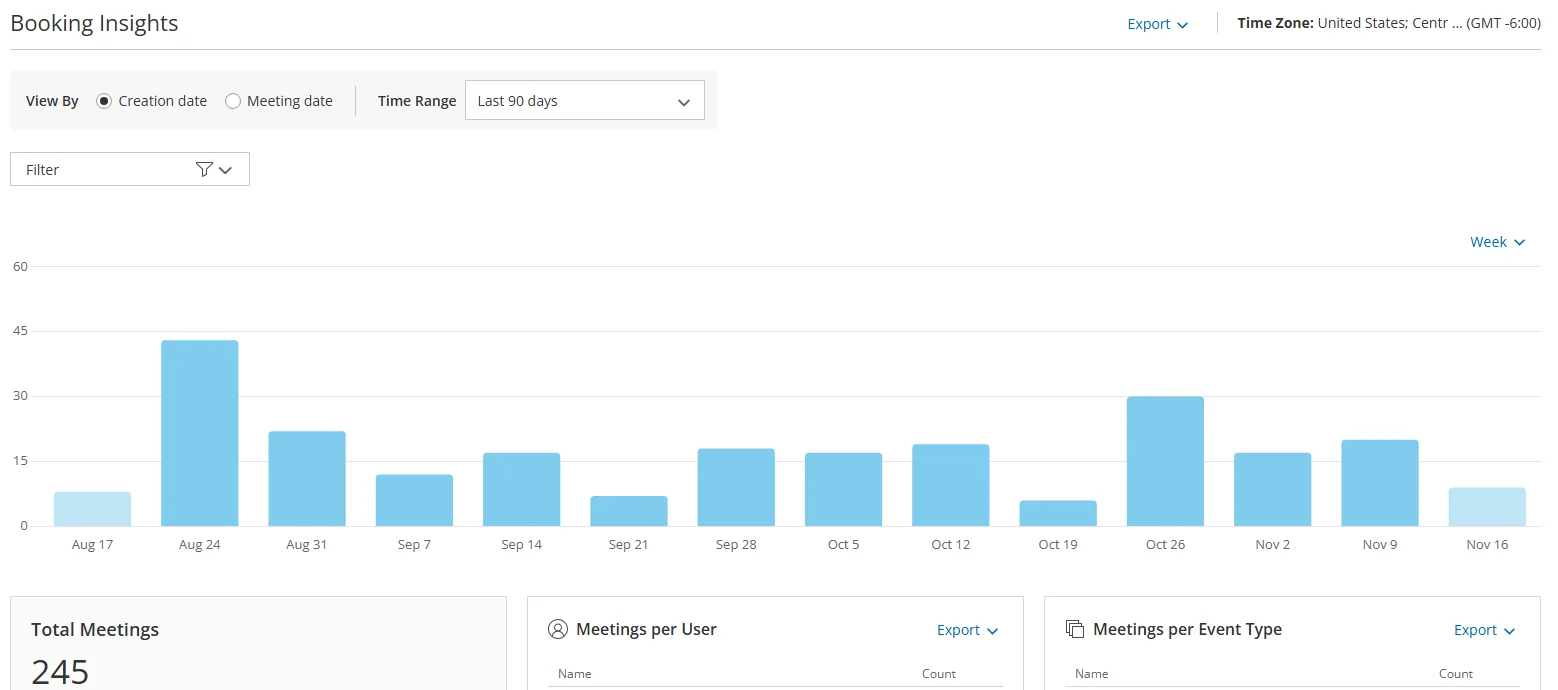 Booking Insights
Export
Time Zone: United States; Centr ... (GMT -6:00)
View By Creation date Meeting date Time Range Last 90 days
Filter
Week
60
45
30
15
0
Aug 17 Aug 24 Aug 31 Sep 7 Sep 14 Sep 21 Sep 28 Oct 5 Oct 12 Oct 19 Oct 26 Nov 2 Nov 9 Nov 16
Total Meetings
245
Meetings per User
Export
Name Count
Meetings per Event Type
Export
Name Count